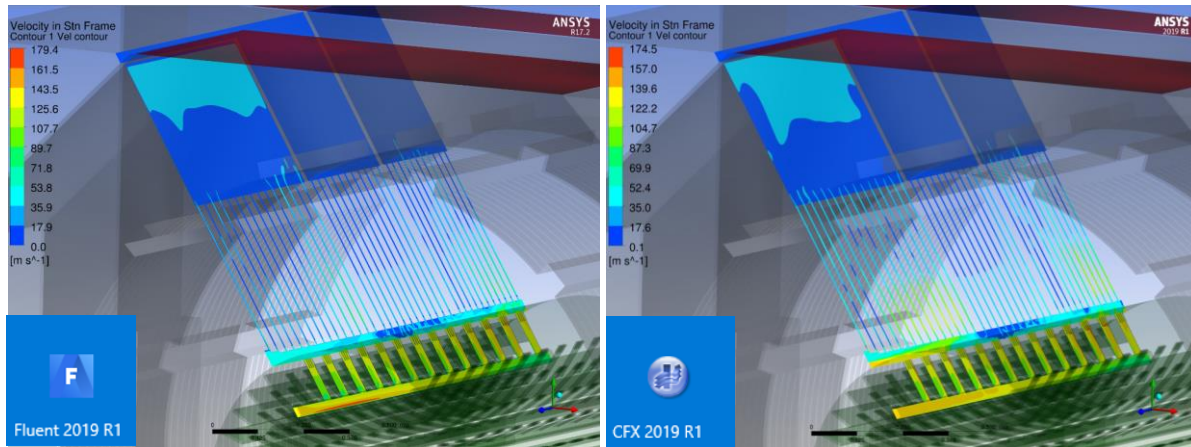 Velocity in Stn Frame
Contour 1 Vel contour
179.4
161.5
143.5
125.6
107.7
89.7
71.8
53.8
35.9
17.9
0.0
[m s^-1]
ANSYS
R17.2
F
Fluent 2019 R1
Velocity in Stn Frame
Contour 1 Vel contour
174.5
157.0
139.6
122.2
104.7
87.3
69.9
52.4
35.0
17.6
0.1
[m s^-1]
ANSYS
2019 R1
CFX 2019 R1